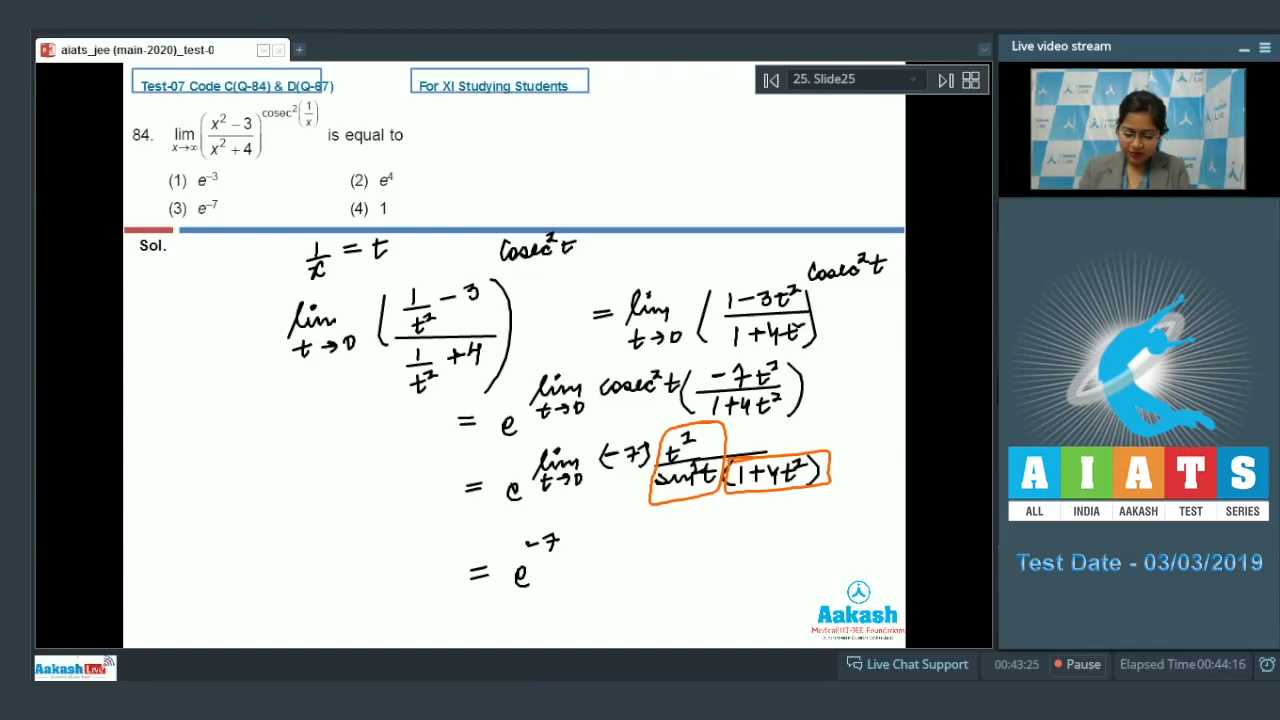 aiats_jee (main-2020)_test-0
Live video stream
25. Slide25
Test-07 Code C(Q-84) & D(Q-67)
For XI Studying Students
84. lim x→∞ ((x² – 3)/(x² + 4))^cosec²(1/x) is equal to
(1) e⁻³
(2) e⁴
(3) e⁻⁷
(4) 1
Sol.
1/x = t
lim t→0 ((1/t² - 3)/(1/t² + 4))^cosec²t = lim t→0 ((1-3t²)/(1+4t²))^cosec²t
= e^lim t→0 cosec²t (-7t²/(1+4t²))
= e^lim t→0 (-7) t²/(sin²t (1+4t²))
= e^-7
AIATS
ALL INDIA AAKASH TEST SERIES
Test Date - 03/03/2019
Aakash
Medical|IIT-JEE|Foundations
Aakash Live
Live Chat Support
00:43:25
Pause
Elapsed Time 00:44:16